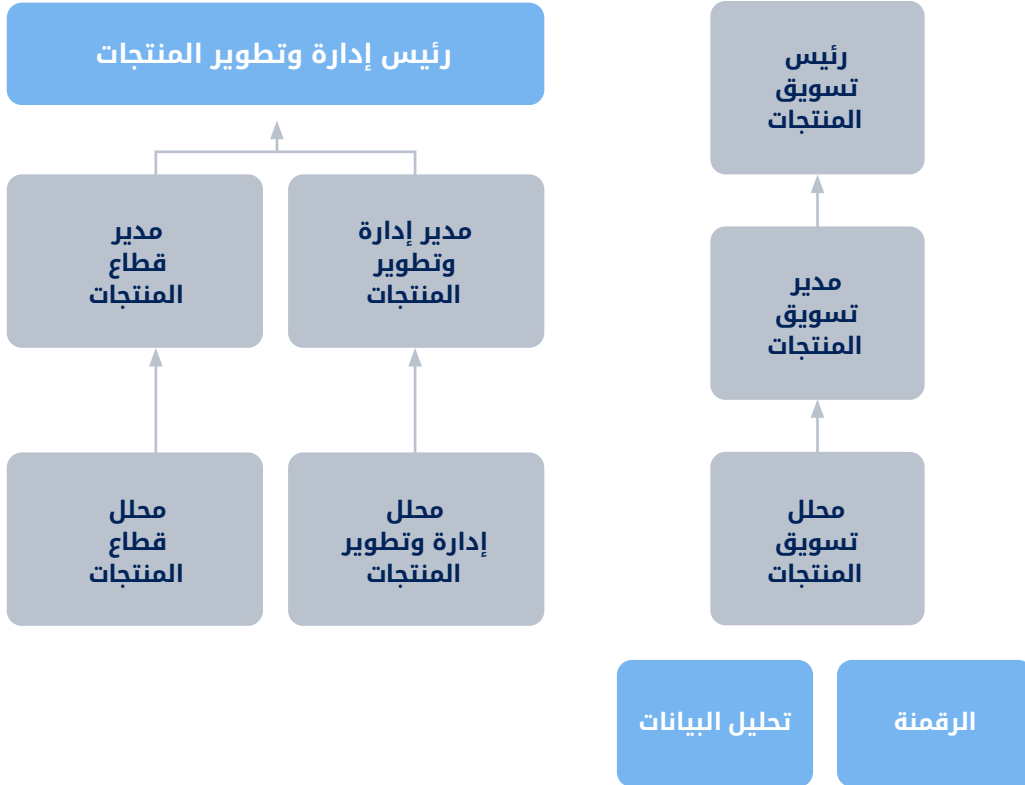 رئيس
تسويق
المنتجات
رئيس إدارة وتطوير المنتجات
مدير
تسويق
المنتجات
مدير إدارة
وتطوير
المنتجات
مدير
قطاع
المنتجات
محلل
تسويق
المنتجات
محلل
إدارة وتطوير
المنتجات
محلل
قطاع
المنتجات
الرقمنة
تحليل البيانات